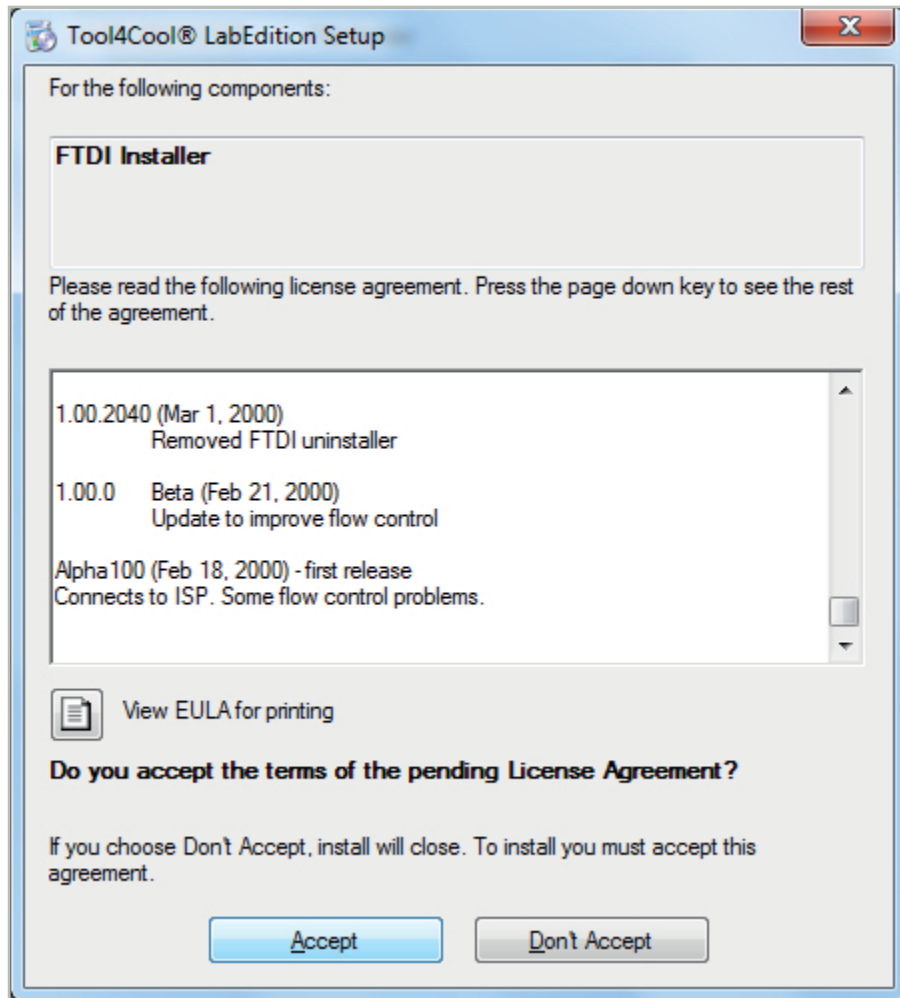 Tool4Cool® LabEdition Setup
For the following components:
FTDI Installer
Please read the following license agreement. Press the page down key to see the rest
of the agreement.
1.00.2040 (Mar 1, 2000)
Removed FTDI uninstaller
1.00.0 Beta (Feb 21, 2000)
Update to improve flow control
Alpha100 (Feb 18, 2000) - first release
Connects to ISP. Some flow control problems.
View EULA for printing
Do you accept the terms of the pending License Agreement?
If you choose Don't Accept, install will close. To install you must accept this
agreement.
Accept
Don't Accept